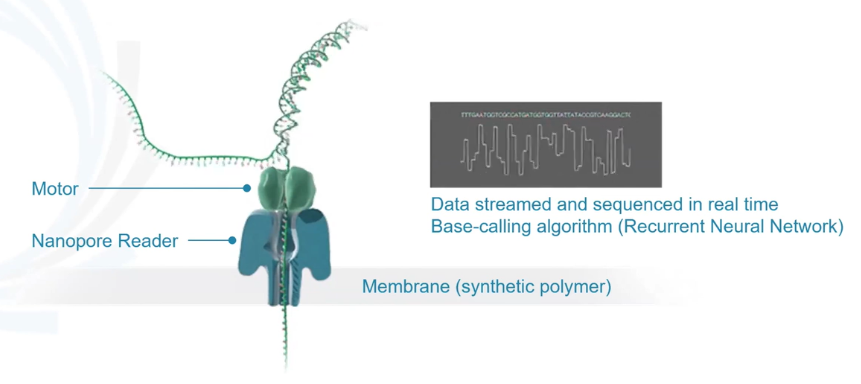 TTTGAATGGTCGCCATGATGGTGGTTATTATACCGTCAAGGACTC
Motor
Data streamed and sequenced in real time
Base-calling algorithm (Recurrent Neural Network)
Nanopore Reader
Membrane (synthetic polymer)